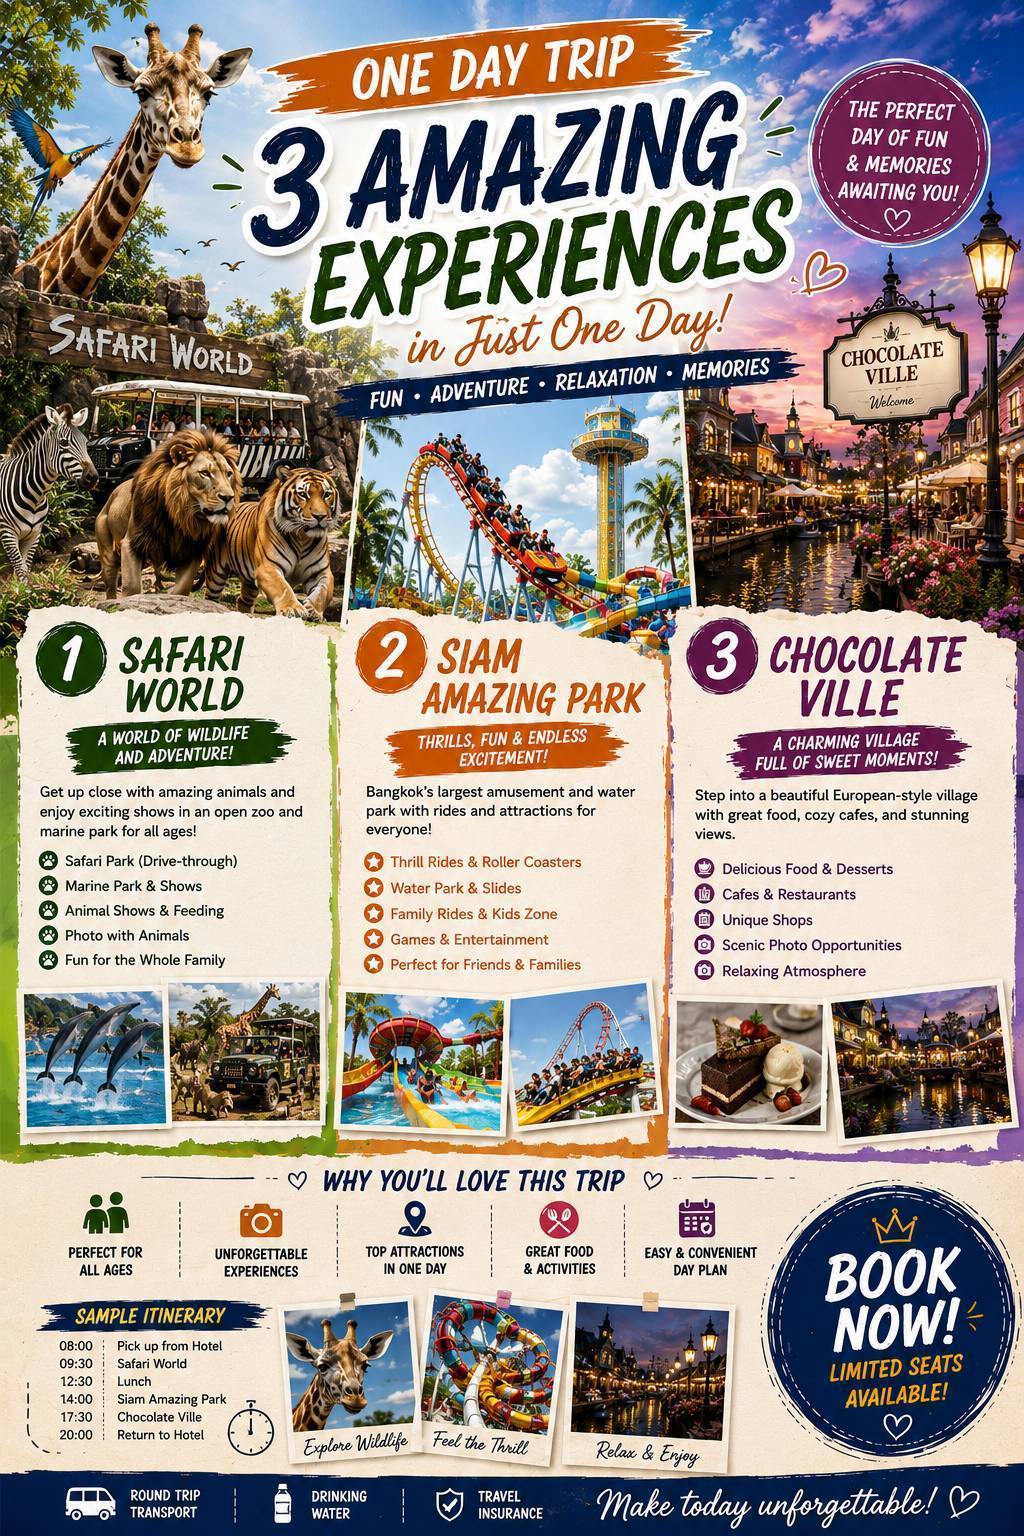 ONE DAY TRIP
3 AMAZING
EXPERIENCES
in Just One Day!
FUN • ADVENTURE • RELAXATION • MEMORIES
THE PERFECT
DAY OF FUN
& MEMORIES
AWAITING YOU!
SAFARI WORLD
CHOCOLATE
VILLE
Welcome
1 SAFARI
WORLD
A WORLD OF WILDLIFE
AND ADVENTURE!
Get up close with amazing animals and
enjoy exciting shows in an open zoo and
marine park for all ages!
Safari Park (Drive-through)
Marine Park & Shows
Animal Shows & Feeding
Photo with Animals
Fun for the Whole Family
2 SIAM
AMAZING PARK
THRILLS, FUN & ENDLESS
EXCITEMENT!
Bangkok's largest amusement and water
park with rides and attractions for
everyone!
Thrill Rides & Roller Coasters
Water Park & Slides
Family Rides & Kids Zone
Games & Entertainment
Perfect for Friends & Families
3 CHOCOLATE
VILLE
A CHARMING VILLAGE
FULL OF SWEET MOMENTS!
Step into a beautiful European-style village
with great food, cozy cafes, and stunning
views.
Delicious Food & Desserts
Cafes & Restaurants
Unique Shops
Scenic Photo Opportunities
Relaxing Atmosphere
WHY YOU'LL LOVE THIS TRIP
PERFECT FOR
ALL AGES
UNFORGETTABLE
EXPERIENCES
TOP ATTRACTIONS
IN ONE DAY
GREAT FOOD
& ACTIVITIES
EASY & CONVENIENT
DAY PLAN
SAMPLE ITINERARY
08:00 Pick up from Hotel
09:30 Safari World
12:30 Lunch
14:00 Siam Amazing Park
17:30 Chocolate Ville
20:00 Return to Hotel
Explore Wildlife
Feel the Thrill
Relax & Enjoy
BOOK
NOW!
LIMITED SEATS
AVAILABLE!
ROUND TRIP
TRANSPORT
DRINKING
WATER
TRAVEL
INSURANCE
Make today unforgettable!